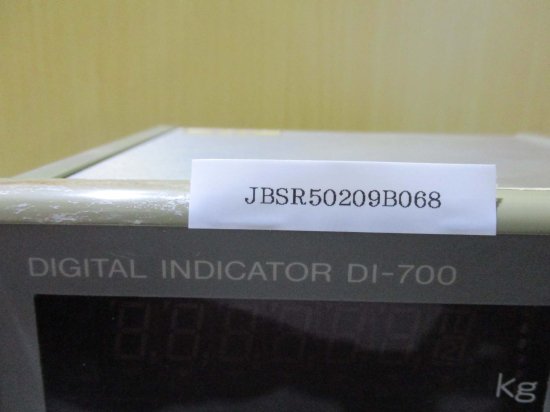 JBSR50209B068
DIGITAL INDICATOR DI-700
kg